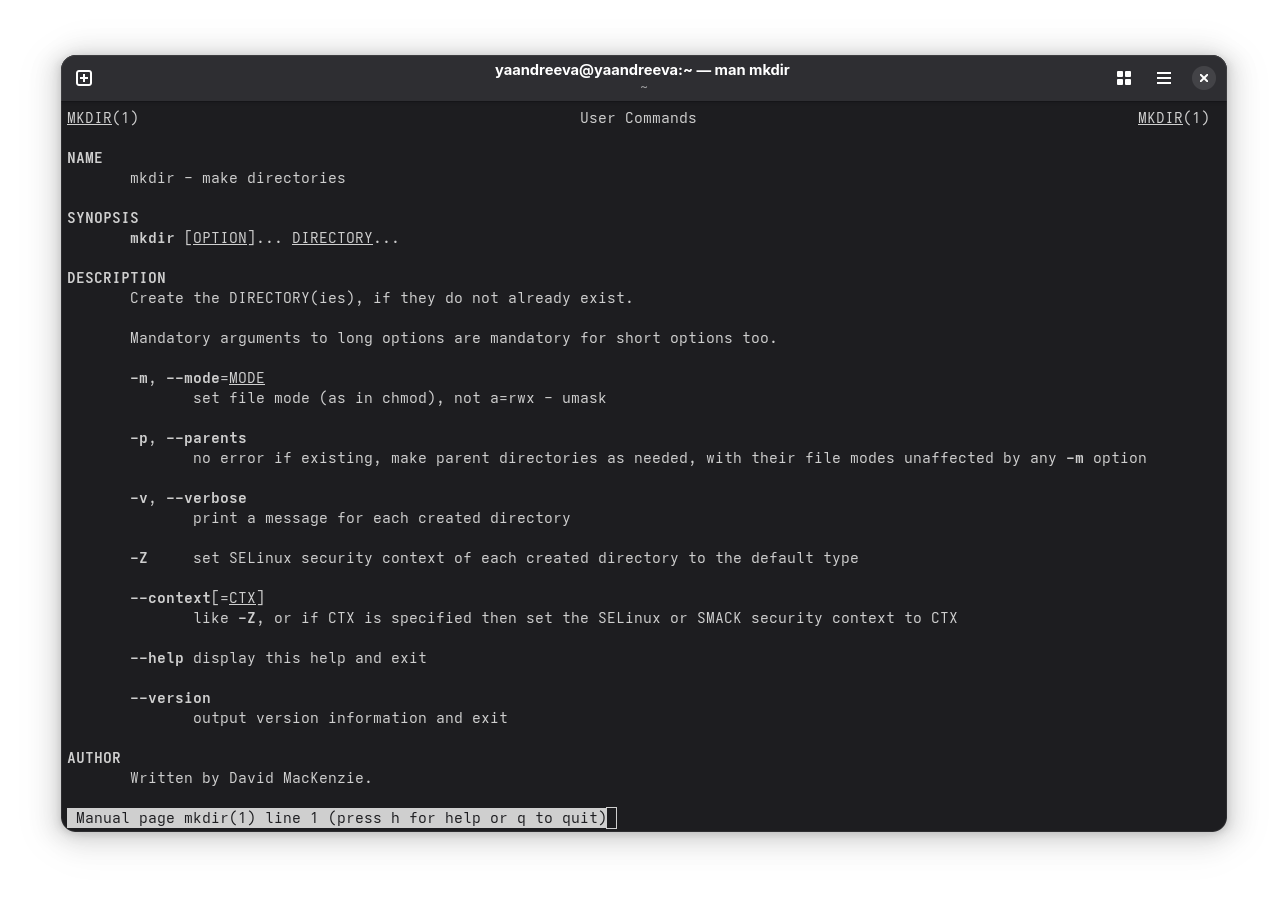 yaandreeva@yaandreeva:~ — man mkdir
~
MKDIR(1) User Commands MKDIR(1)
NAME
mkdir - make directories
SYNOPSIS
mkdir [OPTION]... DIRECTORY...
DESCRIPTION
Create the DIRECTORY(ies), if they do not already exist.
Mandatory arguments to long options are mandatory for short options too.
-m, --mode=MODE
set file mode (as in chmod), not a=rwx - umask
-p, --parents
no error if existing, make parent directories as needed, with their file modes unaffected by any -m option
-v, --verbose
print a message for each created directory
-Z set SELinux security context of each created directory to the default type
--context[=CTX]
like -Z, or if CTX is specified then set the SELinux or SMACK security context to CTX
--help display this help and exit
--version
output version information and exit
AUTHOR
Written by David MacKenzie.
Manual page mkdir(1) line 1 (press h for help or q to quit)